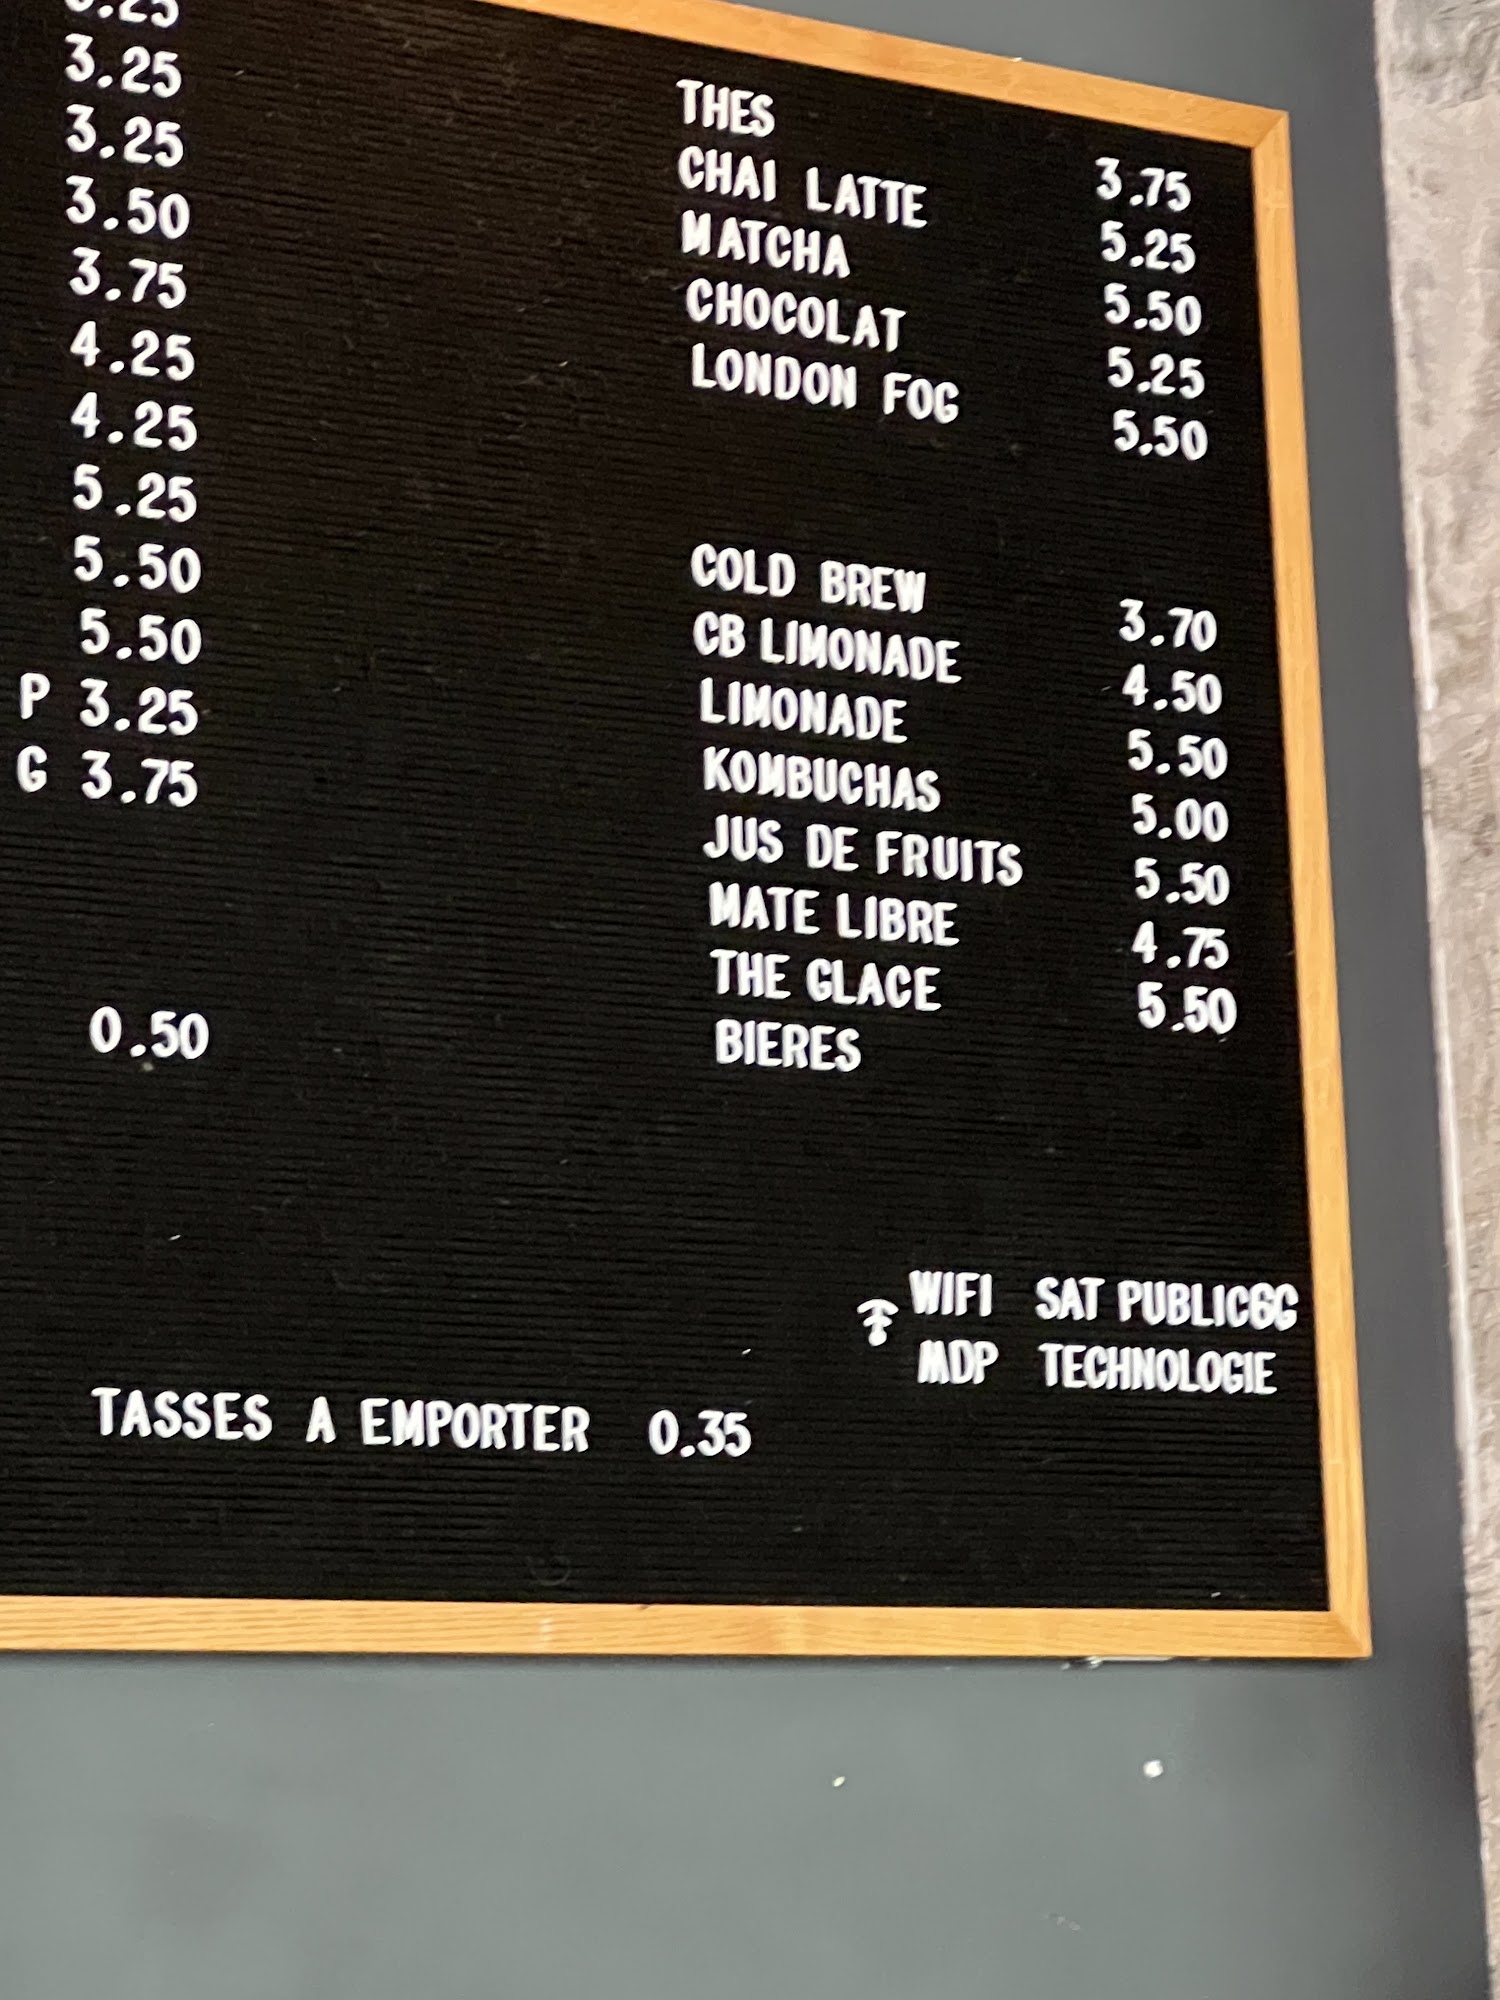 3.25
3.25
3.50
3.75
4.25
4.25
5.25
5.50
5.50
P 3.25
G 3.75
0.50
THES 3.75
CHAI LATTE 5.25
MATCHA 5.50
CHOCOLAT 5.25
LONDON FOG 5.50
COLD BREW 3.70
CB LIMONADE 4.50
LIMONADE 5.50
KOMBUCHAS 5.00
JUS DE FRUITS 5.50
MATE LIBRE 4.75
THE GLACE 5.50
BIERES
WIFI SAT PUBLIC6G
MDP TECHNOLOGIE
TASSES A EMPORTER 0.35